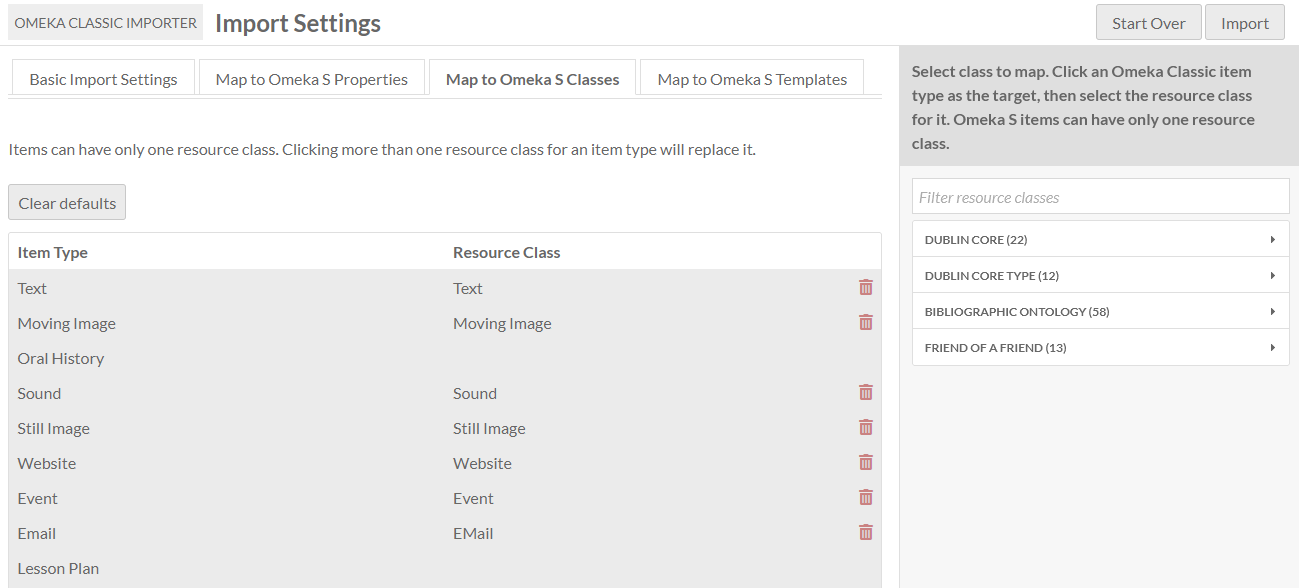 OMEKA CLASSIC IMPORTER Import Settings Start Over Import
Basic Import Settings Map to Omeka S Properties Map to Omeka S Classes Map to Omeka S Templates
Items can have only one resource class. Clicking more than one resource class for an item type will replace it.
Clear defaults
Item Type Resource Class
Text Text
Moving Image Moving Image
Oral History
Sound Sound
Still Image Still Image
Website Website
Event Event
Email EMail
Lesson Plan
Select class to map. Click an Omeka Classic item
type as the target, then select the resource class
for it. Omeka S items can have only one resource
class.
Filter resource classes
DUBLIN CORE (22)
DUBLIN CORE TYPE (12)
BIBLIOGRAPHIC ONTOLOGY (58)
FRIEND OF A FRIEND (13)